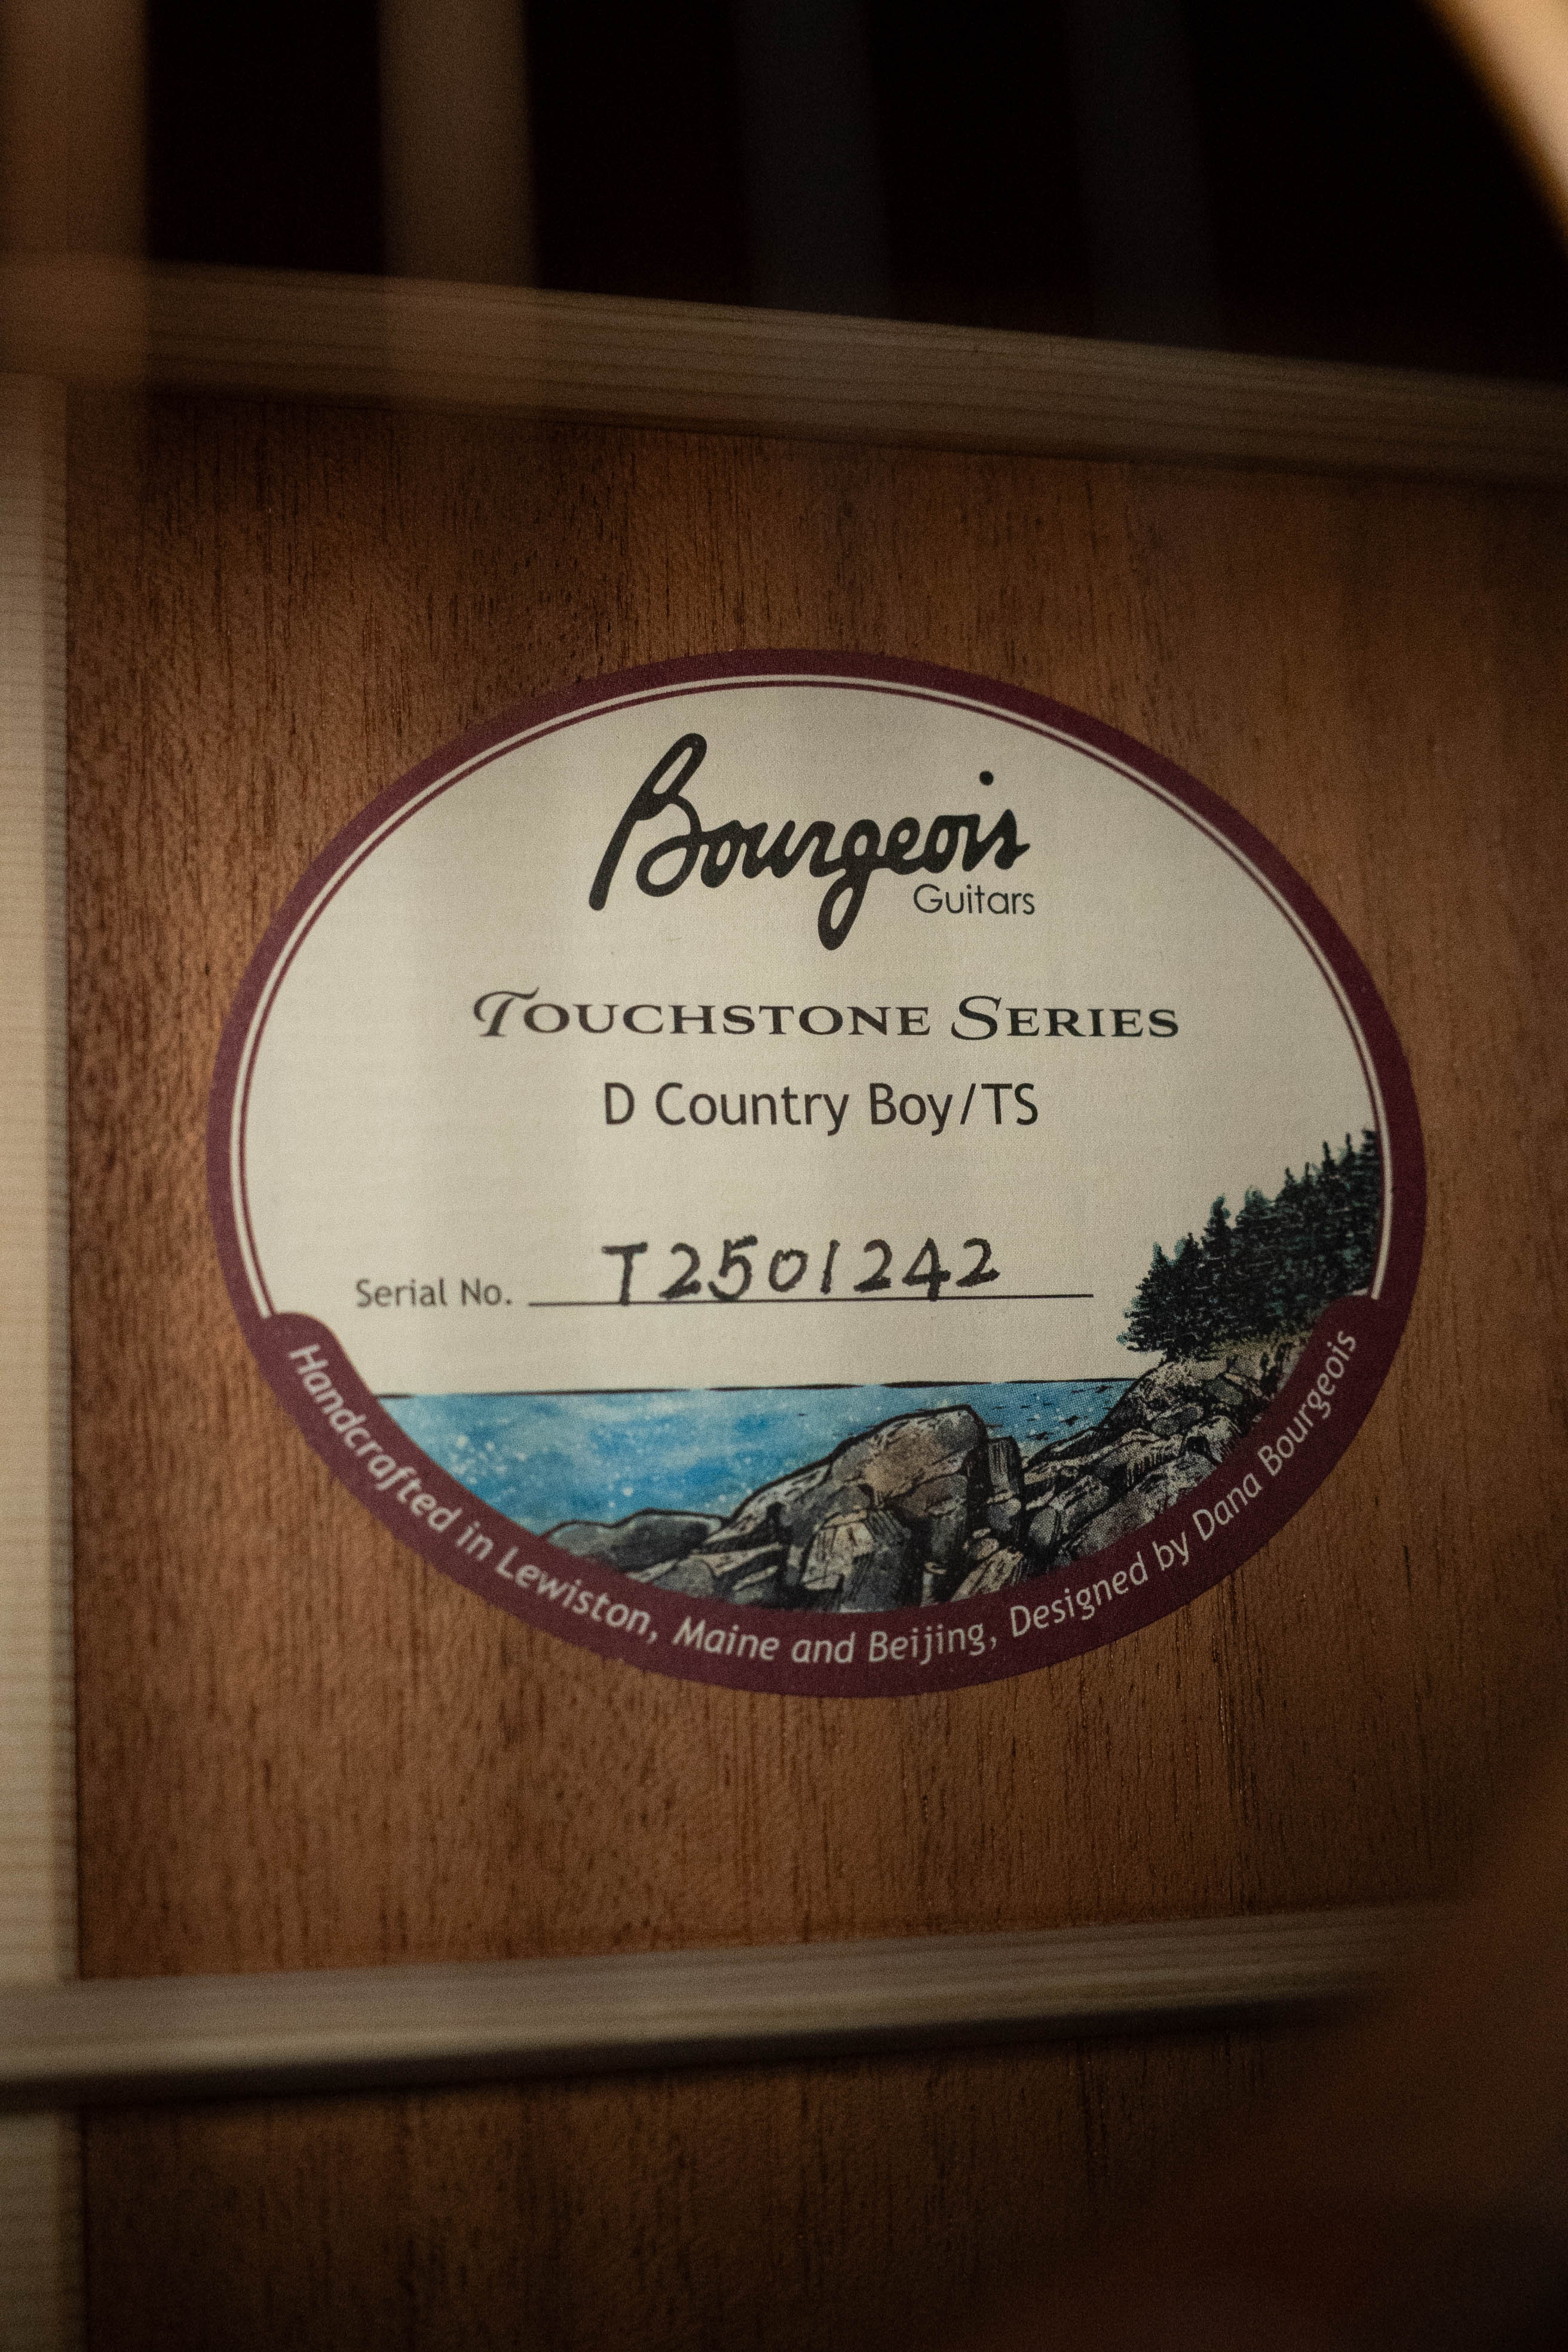 Bourgeois
Guitars
Touchstone Series
D Country Boy/TS
Serial No. T2501242
Handcrafted in Lewiston, Maine and Beijing, Designed by Dana Bourgeois